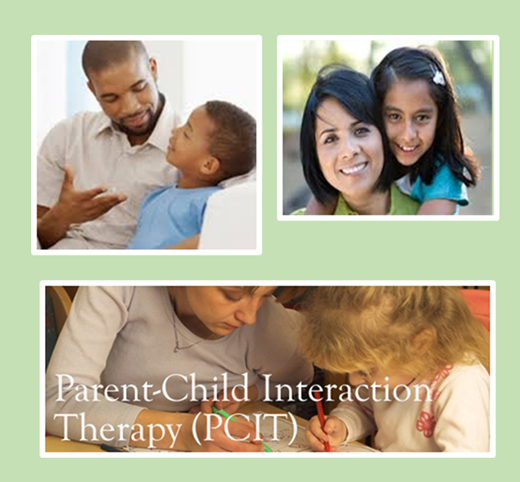 Parent-Child Interaction
Therapy (PCIT)